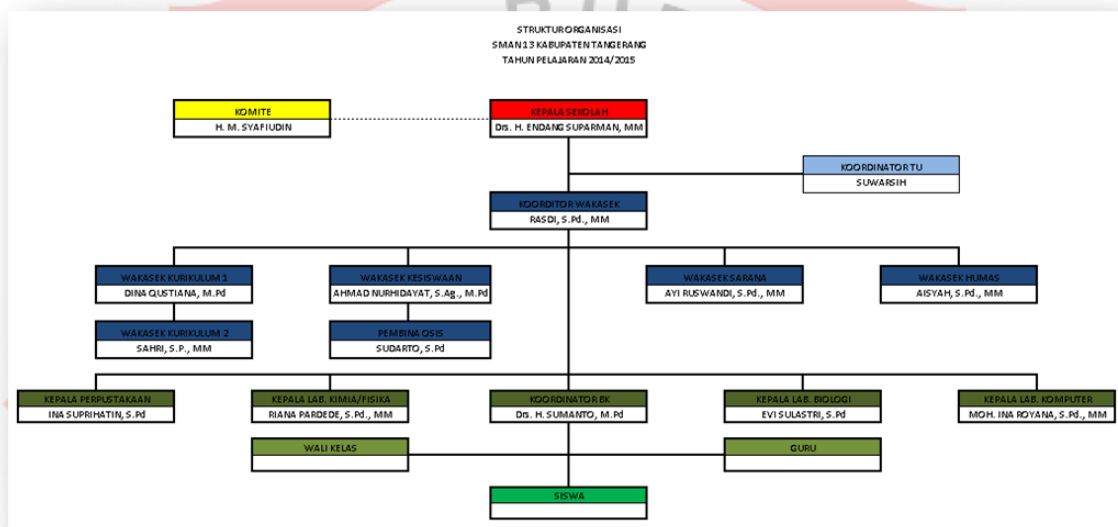 STRUKTUR ORGANISASI
SMAN 13 KABUPATEN TANGERANG
TAHUN PELAJARAN 2014/2015
KOMITE
H. M. SYAFIUDIN
KEPALA SEKOLAH
Drs. H. ENDANG SUPARMAN, MM
KOORDINATOR TU
SUWARSIH
KOORDITOR WAKASEK
RASDI, S.Pd., MM
WAKASEK KURIKULUM 1
DINA QUSTIANA, M.Pd
WAKASEK KESISWAAN
AHMAD NURHIDAYAT, S.Ag., M.Pd
WAKASEK SARANA
AYI RUSWANDI, S.Pd., MM
WAKASEK HUMAS
AISYAH, S.Pd., MM
WAKASEK KURIKULUM 2
SAHRI, S.P., MM
PEMBINA OSIS
SUDARTO, S.Pd
KEPALA PERPUSTAKAAN
INA SUPRIHATIN, S.Pd
KEPALA LAB. KIMIA/FISIKA
RIANA PARDEDE, S.Pd., MM
KOORDINATOR BK
Drs. H. SUMANTO, M.Pd
KEPALA LAB. BIOLOGI
EVI SULASTRI, S.Pd
KEPALA LAB. KOMPUTER
MOH. INA ROYANA, S.Pd., MM
WALI KELAS
GURU
SISWA